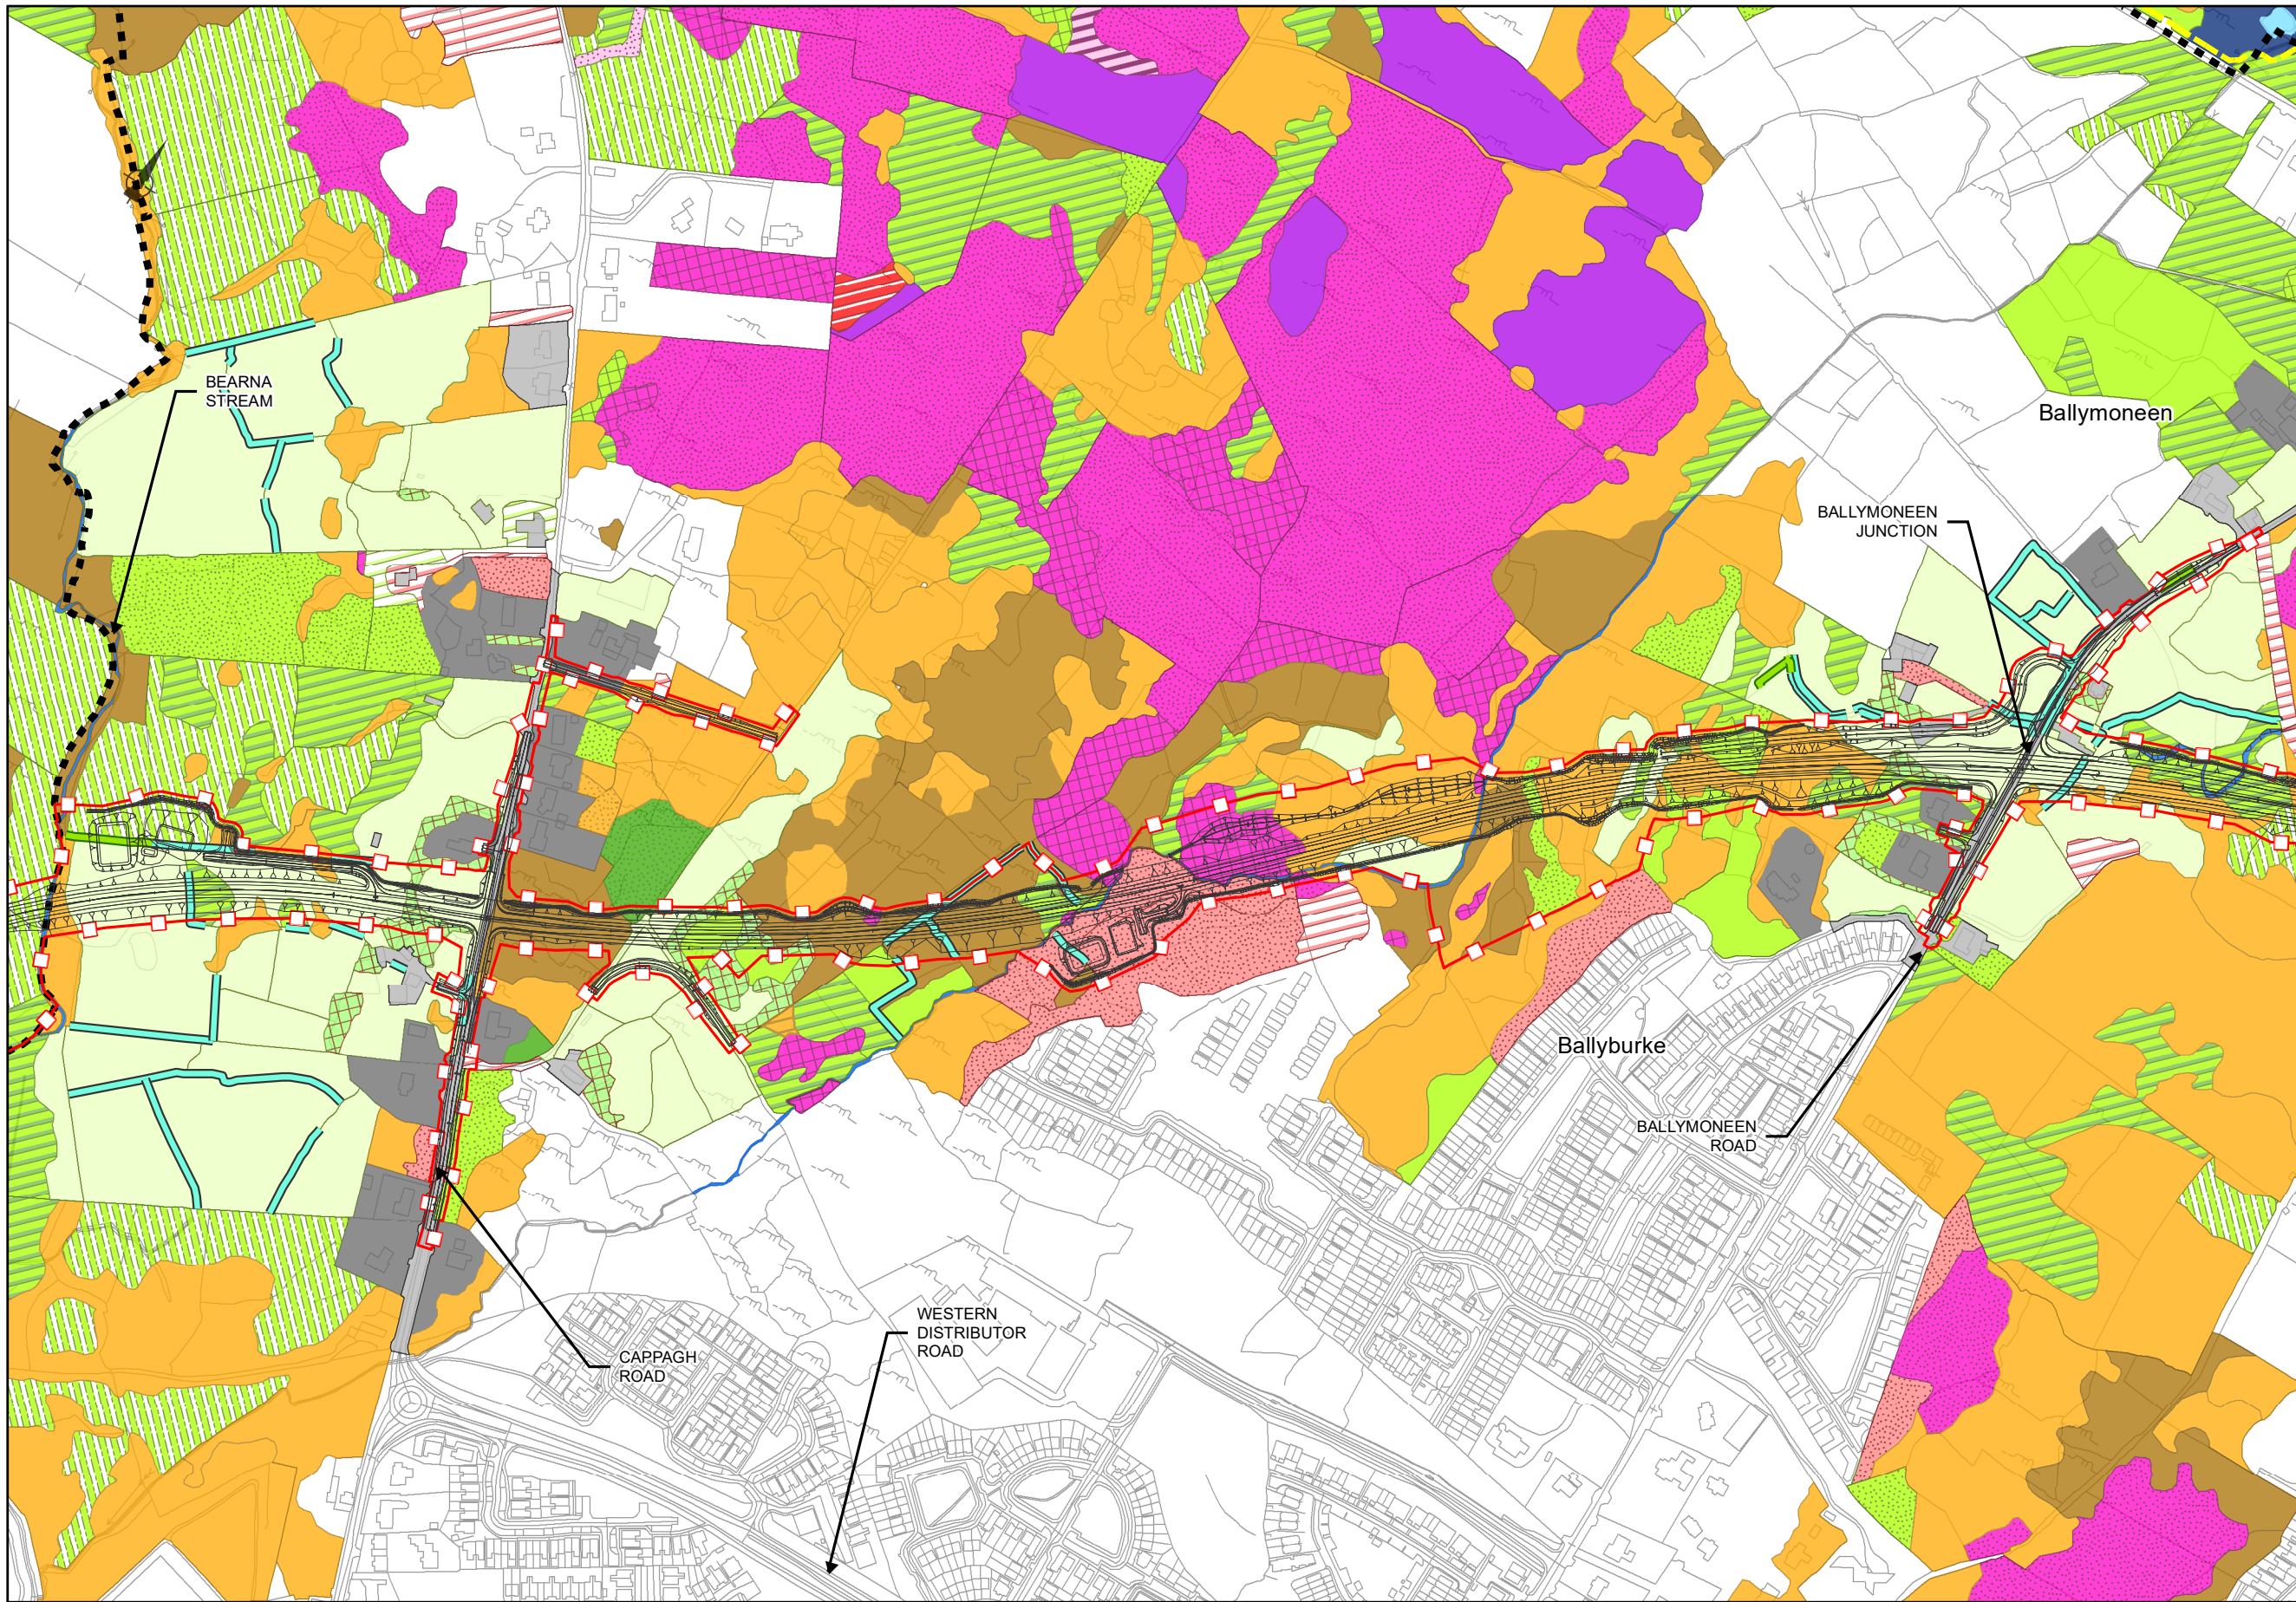 BEARNA
STREAM
Ballymoneen
BALLYMONEEN
JUNCTION
Ballyburke
BALLYMONEEN
ROAD
WESTERN
DISTRIBUTOR
ROAD
CAPPAGH
ROAD